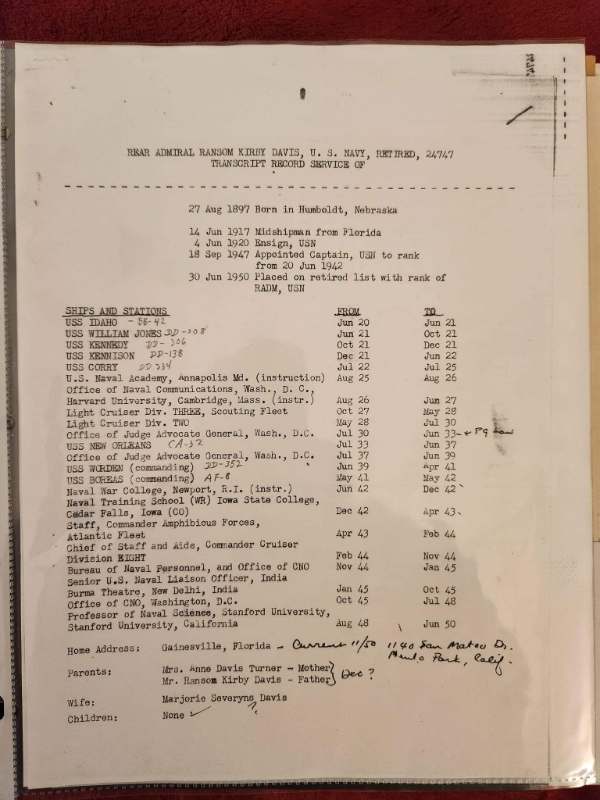 REAR ADMIRAL RANSOM KIRBY DAVIS, U. S. NAVY, RETIRED, 24747
TRANSCRIPT RECORD SERVICE OF
27 Aug 1897 Born in Humboldt, Nebraska
14 Jun 1917 Midshipman from Florida
4 Jun 1920 Ensign, USN
18 Sep 1947 Appointed Captain, USN to rank
from 20 Jun 1942
30 Jun 1950 Placed on retired list with rank of
RADM, USN
SHIPS AND STATIONS FROM TO
USS IDAHO - BB-42 Jun 20 Jun 21
USS WILLIAM JONES DD-308 Jun 21 Oct 21
USS KENNEDY DD-306 Oct 21 Dec 21
USS KENNISON DD-138 Dec 21 Jun 22
USS CORRY DD 334 Jul 22 Jul 25
U.S. Naval Academy, Annapolis Md. (instruction) Aug 25 Aug 26
Office of Naval Communications, Wash., D. C.,
Harvard University, Cambridge, Mass. (instr.) Aug 26 Jun 27
Light Cruiser Div. THREE, Scouting Fleet Oct 27 May 28
Light Cruiser Div. TWO May 28 Jul 30
Office of Judge Advocate General, Wash., D.C. Jul 30 Jun 33 - + Pg Law
USS NEW ORLEANS CA-32 Jul 33 Jun 37
Office of Judge Advocate General, Wash., D.C. Jul 37 Jun 39
USS WORDEN (commanding) DD-352 Jun 39 Apr 41
USS BOREAS (commanding) AF-8 May 41 May 42
Naval War College, Newport, R.I. (instr.) Jun 42 Dec 42
Naval Training School (WR) Iowa State College,
Cedar Falls, Iowa (CO) Dec 42 Apr 43
Staff, Commander Amphibious Forces,
Atlantic Fleet Apr 43 Feb 44
Chief of Staff and Aide, Commander Cruiser
Division EIGHT Feb 44 Nov 44
Bureau of Naval Personnel, and Office of CNO Nov 44 Jan 45
Senior U.S. Naval Liaison Officer, India
Burma Theatre, New Delhi, India Jan 45 Oct 45
Office of CNO, Washington, D.C. Oct 45 Jul 48
Professor of Naval Science, Stanford University,
Stanford University, California Aug 48 Jun 50
Home Address: Gainesville, Florida - Current 11/50 1140 San Mateo Dr.
Menlo Park, Calif.
Parents: Mrs. Anne Davis Turner - Mother
Mr. Ransom Kirby Davis - Father } Dec ?
Wife: Marjorie Severyns Davis
?
Children: None ✓